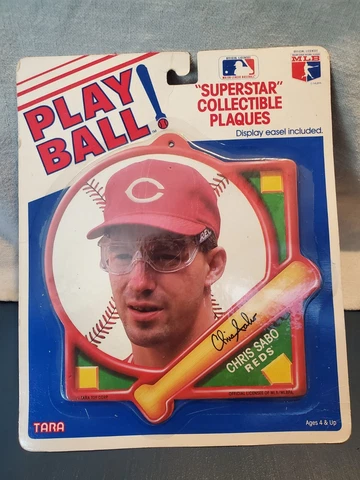 PLAY
BALL!
"SUPERSTAR"
COLLECTIBLE
PLAQUES
Display easel included.
MLB
C
Chris Sabo
CHRIS SABO
REDS
TARA
Ages 4 & Up